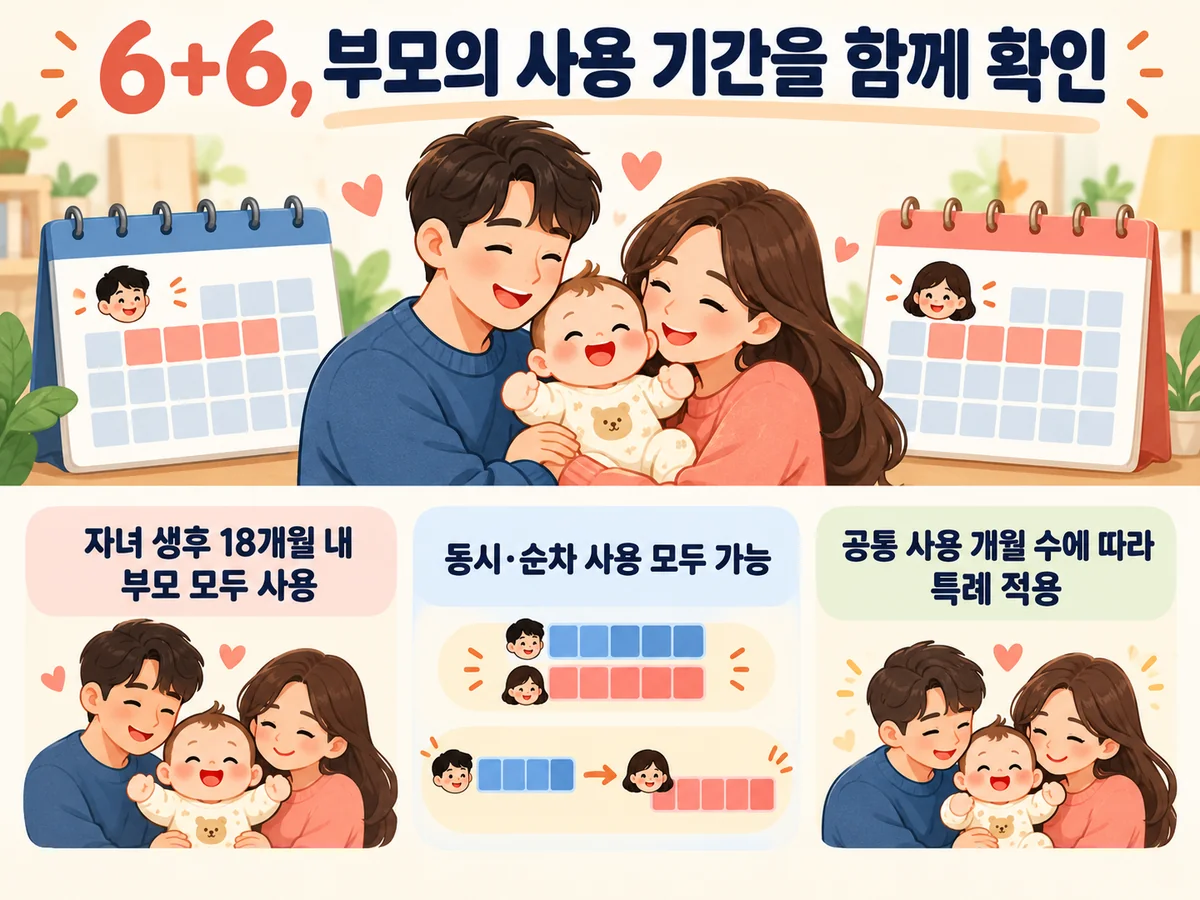 6+6, 부모의 사용 기간을 함께 확인
자녀 생후 18개월 내
부모 모두 사용
동시·순차 사용 모두 가능
공통 사용 개월 수에 따라
특례 적용